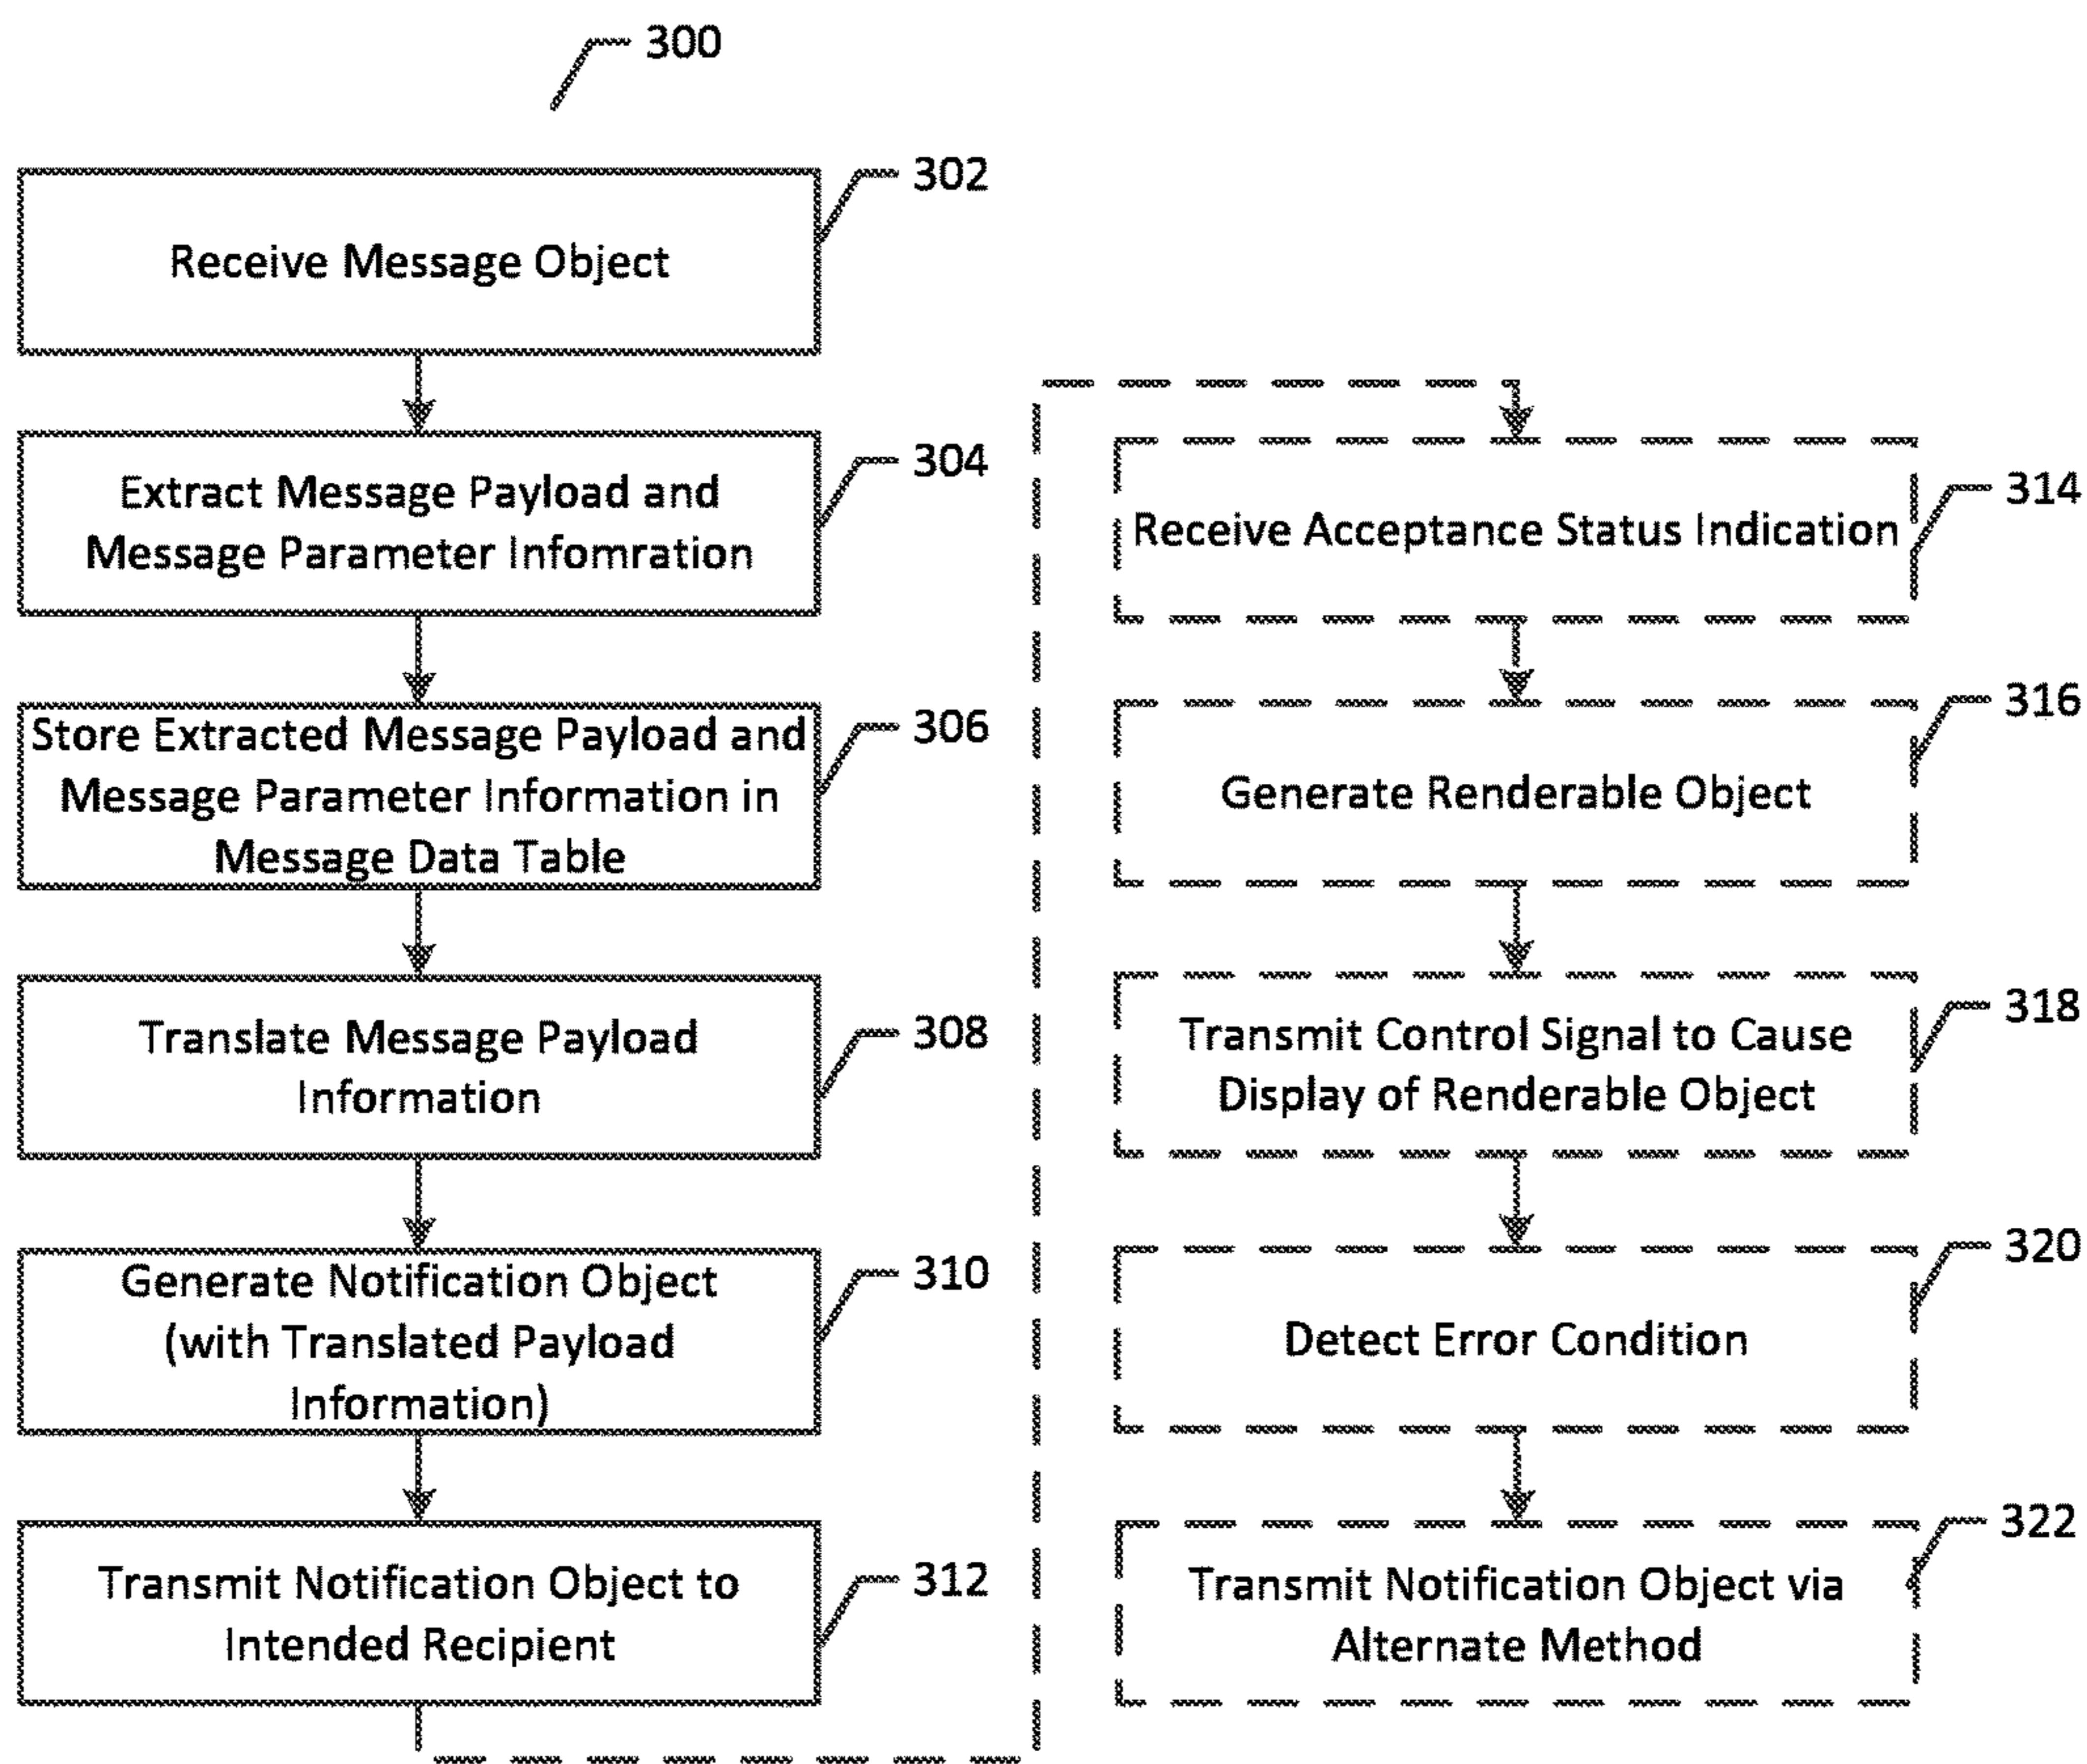 300
302
Receive Message Object
304
Extract Message Payload and
Message Parameter Infomration
306
Store Extracted Message Payload and
Message Parameter Information in
Message Data Table
308
Translate Message Payload
Information
310
Generate Notification Object
(with Translated Payload
Information)
312
Transmit Notification Object to
Intended Recipient
314
Receive Acceptance Status Indication
316
Generate Renderable Object
318
Transmit Control Signal to Cause
Display of Renderable Object
320
Detect Error Condition
322
Transmit Notification Object via
Alternate Method